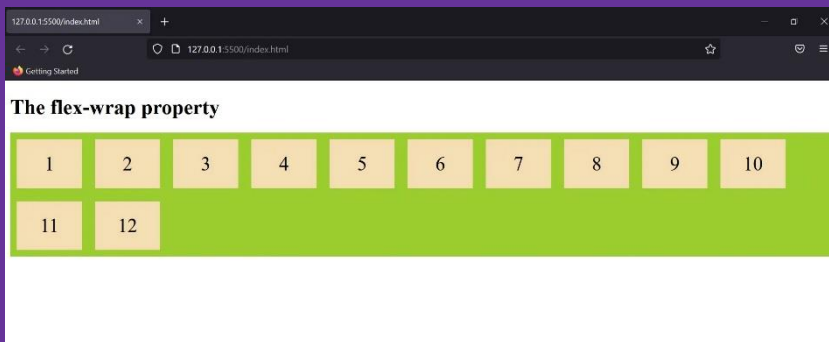 127.0.0.1:5500/index.html
127.0.0.1:5500/index.html
Getting Started
The flex-wrap property
1 2 3 4 5 6 7 8 9 10
11 12